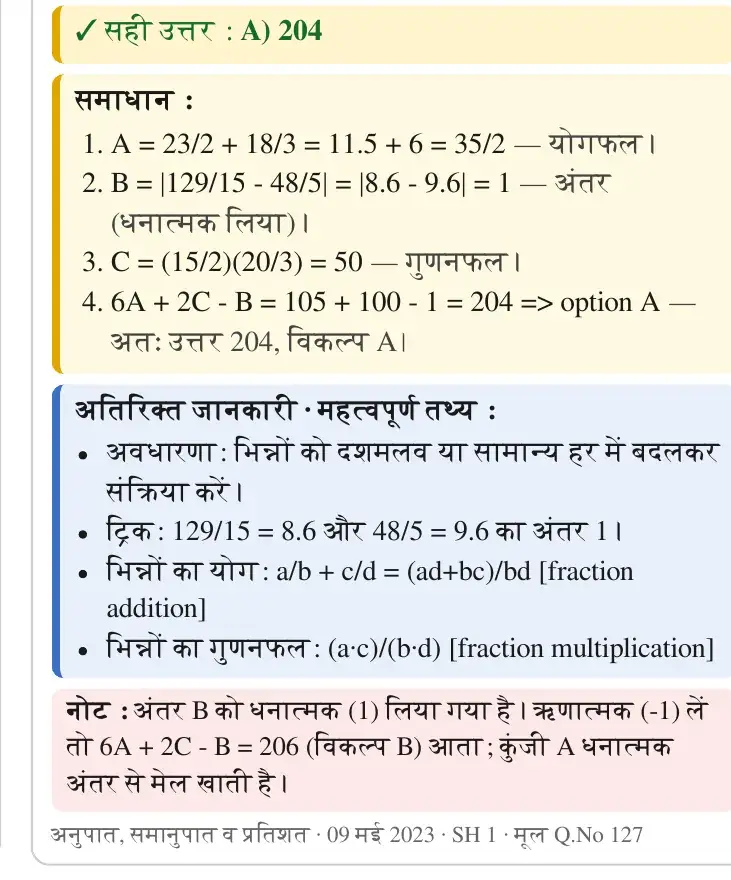 ✓ सही उत्तर : A) 204
समाधान :
1. A = 23/2 + 18/3 = 11.5 + 6 = 35/2 — योगफल।
2. B = |129/15 - 48/5| = |8.6 - 9.6| = 1 — अंतर
(धनात्मक लिया)।
3. C = (15/2)(20/3) = 50 — गुणनफल।
4. 6A + 2C - B = 105 + 100 - 1 = 204 => option A —
अतः उत्तर 204, विकल्प A।
अतिरिक्त जानकारी · महत्वपूर्ण तथ्य :
• अवधारणा : भिन्नों को दशमलव या सामान्य हर में बदलकर
संक्रिया करें।
• ट्रिक : 129/15 = 8.6 और 48/5 = 9.6 का अंतर 1।
• भिन्नों का योग : a/b + c/d = (ad+bc)/bd [fraction
addition]
• भिन्नों का गुणनफल : (a·c)/(b·d) [fraction multiplication]
नोट : अंतर B को धनात्मक (1) लिया गया है। ऋणात्मक (-1) लें
तो 6A + 2C - B = 206 (विकल्प B) आता ; कुंजी A धनात्मक
अंतर से मेल खाती है।
अनुपात, समानुपात व प्रतिशत · 09 मई 2023 · SH 1 · मूल Q.No 127